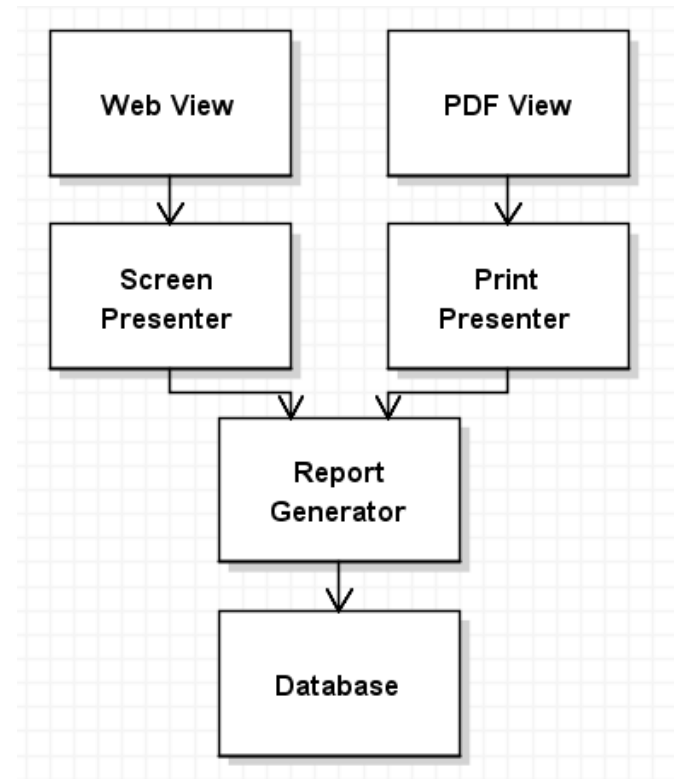 Web View
PDF View
Screen
Presenter
Print
Presenter
Report
Generator
Database